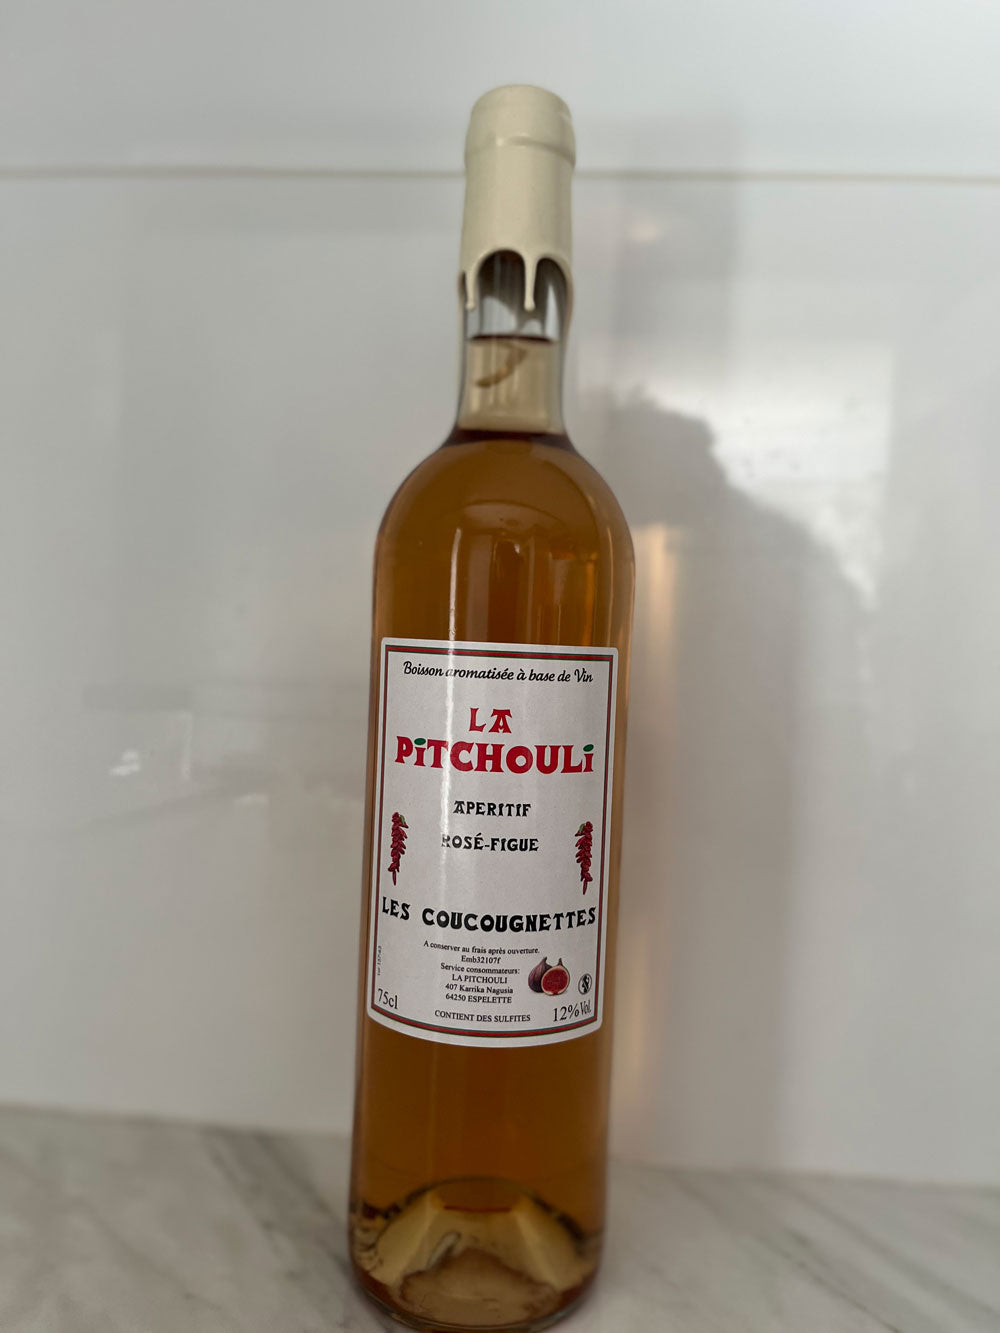 Boisson aromatisée à base de Vin
LA
PiTCHOULi
APERITIF
ROSÉ-FIGUE
LES COUCOUGNETTES
A conserver au frais après ouverture.
Emb32107f
Service consommateurs:
LA PITCHOULI
407 Karrika Nagusia
64250 ESPELETTE
75cl
CONTIENT DES SULFITES
12%Vol.